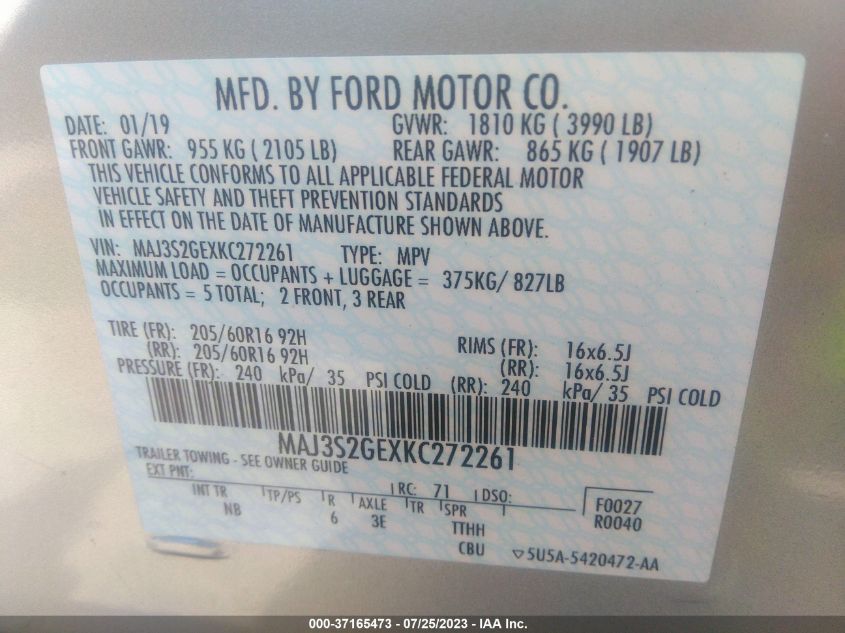 MFD. BY FORD MOTOR CO.
DATE: 01/19 GVWR: 1810 KG ( 3990 LB)
FRONT GAWR: 955 KG ( 2105 LB) REAR GAWR: 865 KG ( 1907 LB)
THIS VEHICLE CONFORMS TO ALL APPLICABLE FEDERAL MOTOR
VEHICLE SAFETY AND THEFT PREVENTION STANDARDS
IN EFFECT ON THE DATE OF MANUFACTURE SHOWN ABOVE.
VIN: MAJ3S2GEXKC272261 TYPE: MPV
MAXIMUM LOAD = OCCUPANTS + LUGGAGE = 375KG/ 827LB
OCCUPANTS = 5 TOTAL; 2 FRONT, 3 REAR
TIRE (FR): 205/60R16 92H RIMS (FR): 16x6.5J
(RR): 205/60R16 92H (RR): 16x6.5J
PRESSURE (FR): 240 kPa/ 35 PSI COLD (RR): 240 kPa/ 35 PSI COLD
MAJ3S2GEXKC272261
TRAILER TOWING - SEE OWNER GUIDE
EXT PNT: RC: 71 DSO:
INT TR TP/PS R AXLE TR SPR F0027
NB 6 3E TTHH R0040
CBU 5U5A-5420472-AA
000-37165473 - 07/25/2023 - IAA Inc.